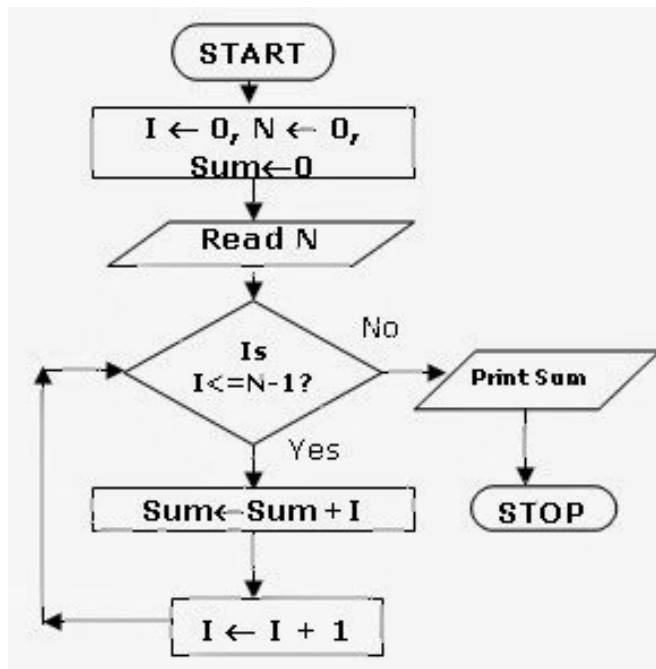 START
I ← 0, N ← 0,
Sum←0
Read N
Is
I<=N-1?
No
Print Sum
Yes
Sum←Sum + I
STOP
I ← I + 1